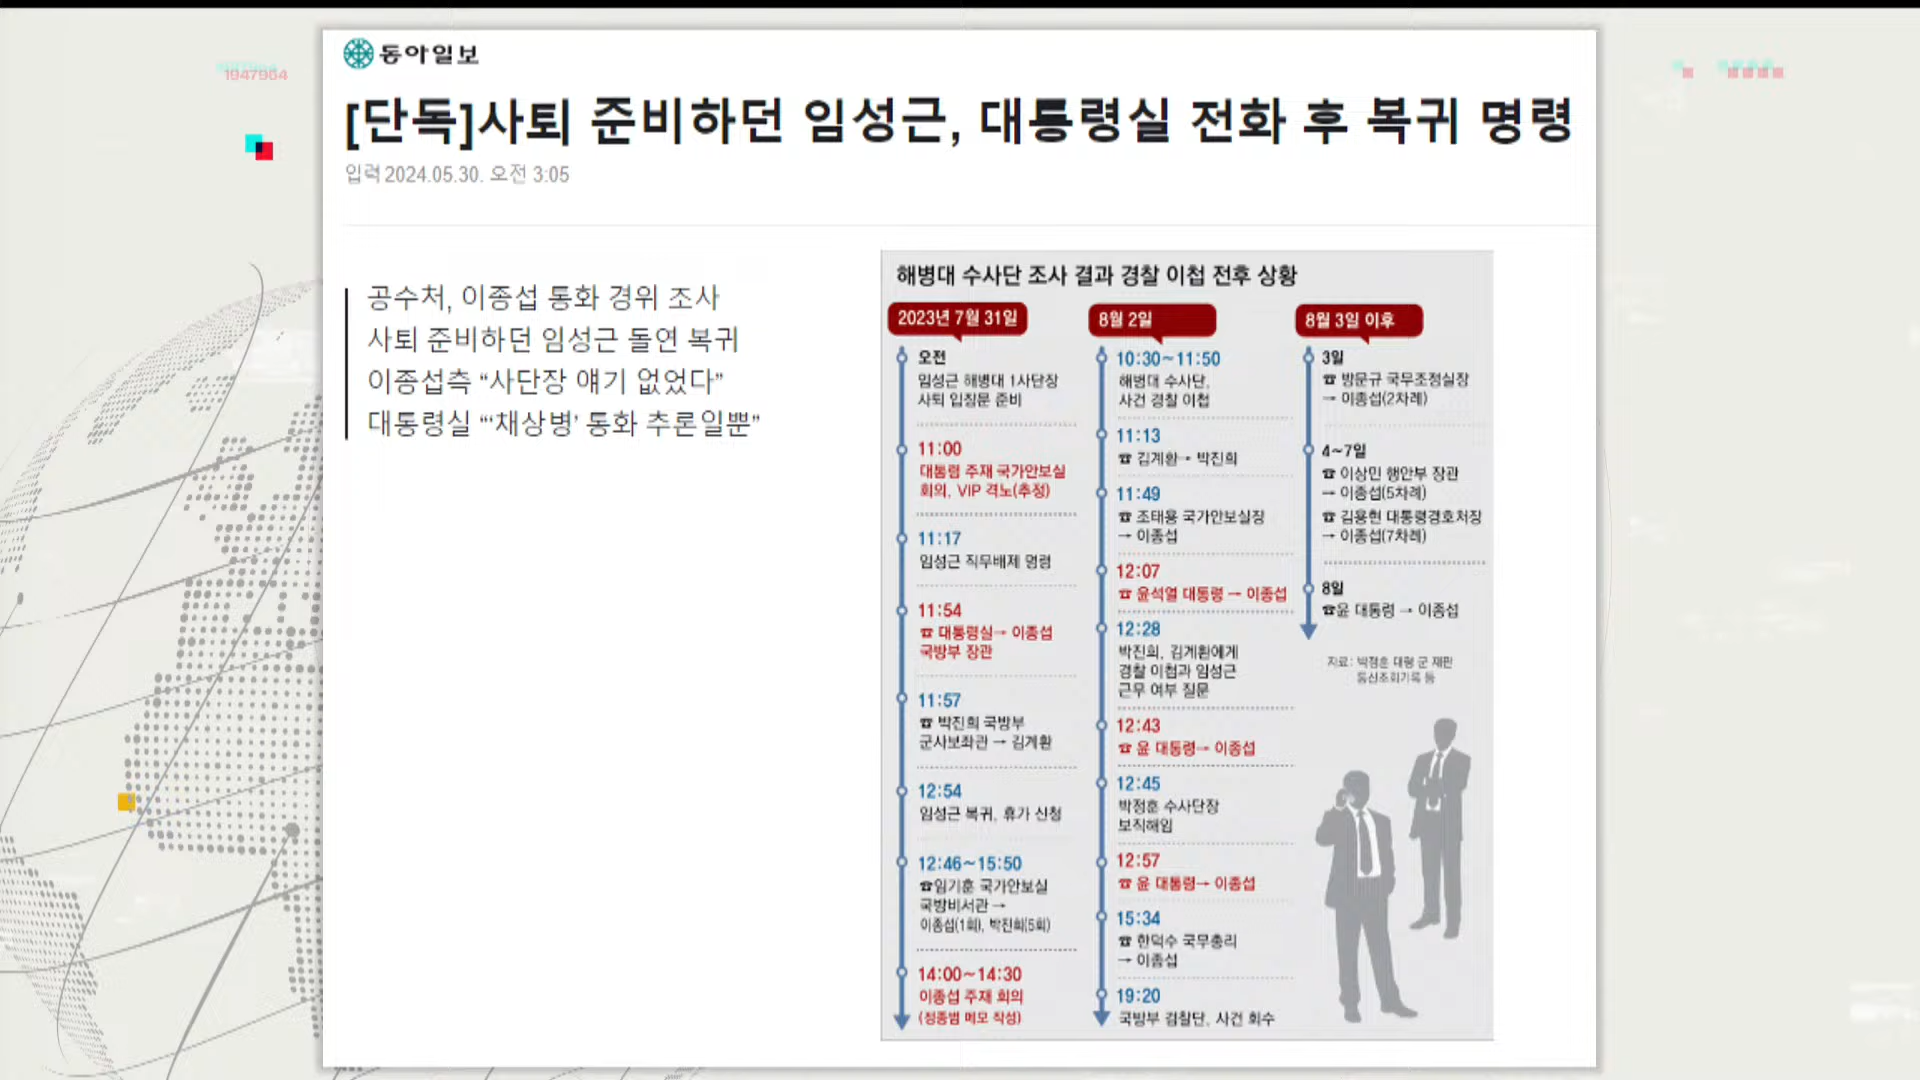 1947964
동아일보
[단독]사퇴 준비하던 임성근, 대통령실 전화 후 복귀 명령
입력 2024.05.30. 오전 3:05
공수처, 이종섭 통화 경위 조사
사퇴 준비하던 임성근 돌연 복귀
이종섭측 “사단장 얘기 없었다”
대통령실 “‘채상병’ 통화 추론일뿐”
해병대 수사단 조사 결과 경찰 이첩 전후 상황
2023년 7월 31일
오전
임성근 해병대 1사단장
사퇴 입장문 준비
11:00
대통령 주재 국가안보실
회의, VIP 격노(추정)
11:17
임성근 직무배제 명령
11:54
☎ 대통령실→ 이종섭
국방부 장관
11:57
☎ 박진희 국방부
군사보좌관 → 김계환
12:54
임성근 복귀, 휴가 신청
12:46~15:50
☎임기훈 국가안보실
국방비서관 →
이종섭(1회), 박진희(5회)
14:00~14:30
이종섭 주재 회의
(정종범 메모 작성)
8월 2일
10:30~11:50
해병대 수사단,
사건 경찰 이첩
11:13
☎ 김계환→ 박진희
11:49
☎ 조태용 국가안보실장
→ 이종섭
12:07
☎ 윤석열 대통령 → 이종섭
12:28
박진희, 김계환에게
경찰 이첩과 임성근
근무 여부 질문
12:43
☎ 윤 대통령→ 이종섭
12:45
박정훈 수사단장
보직해임
12:57
☎ 윤 대통령→ 이종섭
15:34
☎ 한덕수 국무총리
→ 이종섭
19:20
국방부 검찰단, 사건 회수
8월 3일 이후
3일
☎ 방문규 국무조정실장
→ 이종섭(2차례)
4~7일
☎ 이상민 행안부 장관
→ 이종섭(5차례)
☎ 김용현 대통령경호처장
→ 이종섭(7차례)
8일
☎윤 대통령 → 이종섭
자료: 박정훈 대령 군 재판
통신조회기록 등